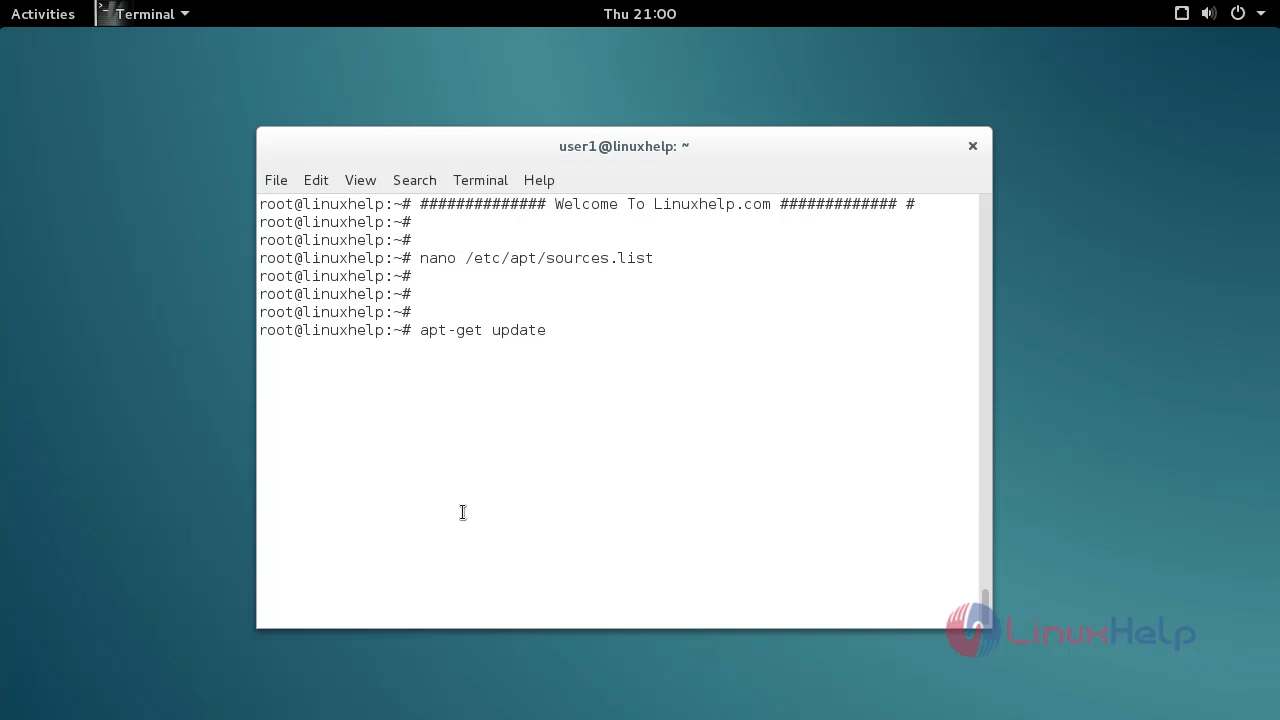 Activities Terminal Thu 21:00
user1@linuxhelp: ~
File Edit View Search Terminal Help
root@linuxhelp:~# ############## Welcome To Linuxhelp.com ############# #
root@linuxhelp:~#
root@linuxhelp:~#
root@linuxhelp:~# nano /etc/apt/sources.list
root@linuxhelp:~#
root@linuxhelp:~#
root@linuxhelp:~#
root@linuxhelp:~# apt-get update
LinuxHelp